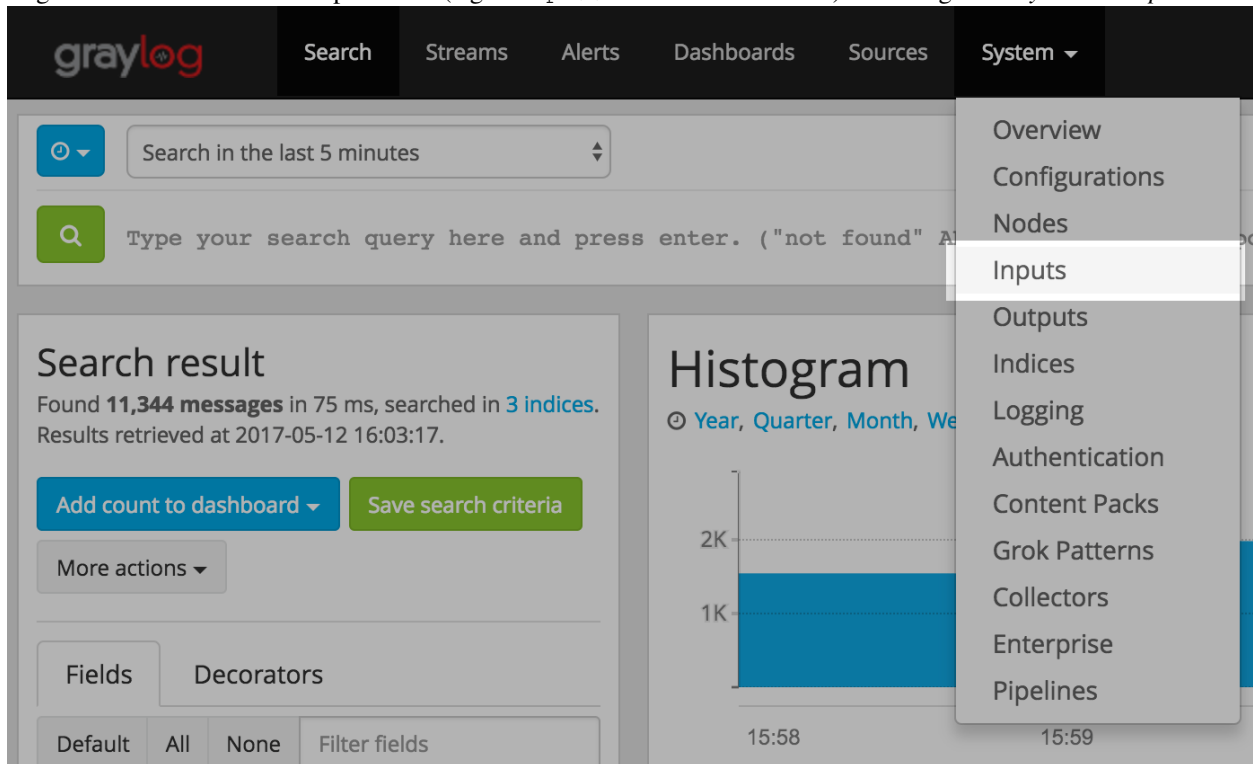 graylog Search Streams Alerts Dashboards Sources System
Overview
Configurations
Nodes
Inputs
Outputs
Indices
Logging
Authentication
Content Packs
Grok Patterns
Collectors
Enterprise
Pipelines
Search in the last 5 minutes
Type your search query here and press enter. ("not found"
Search result
Found 11,344 messages in 75 ms, searched in 3 indices.
Results retrieved at 2017-05-12 16:03:17.
Add count to dashboard Save search criteria
More actions
Fields Decorators
Default All None Filter fields
Histogram
Year, Quarter, Month, We
2K
1K
15:58 15:59